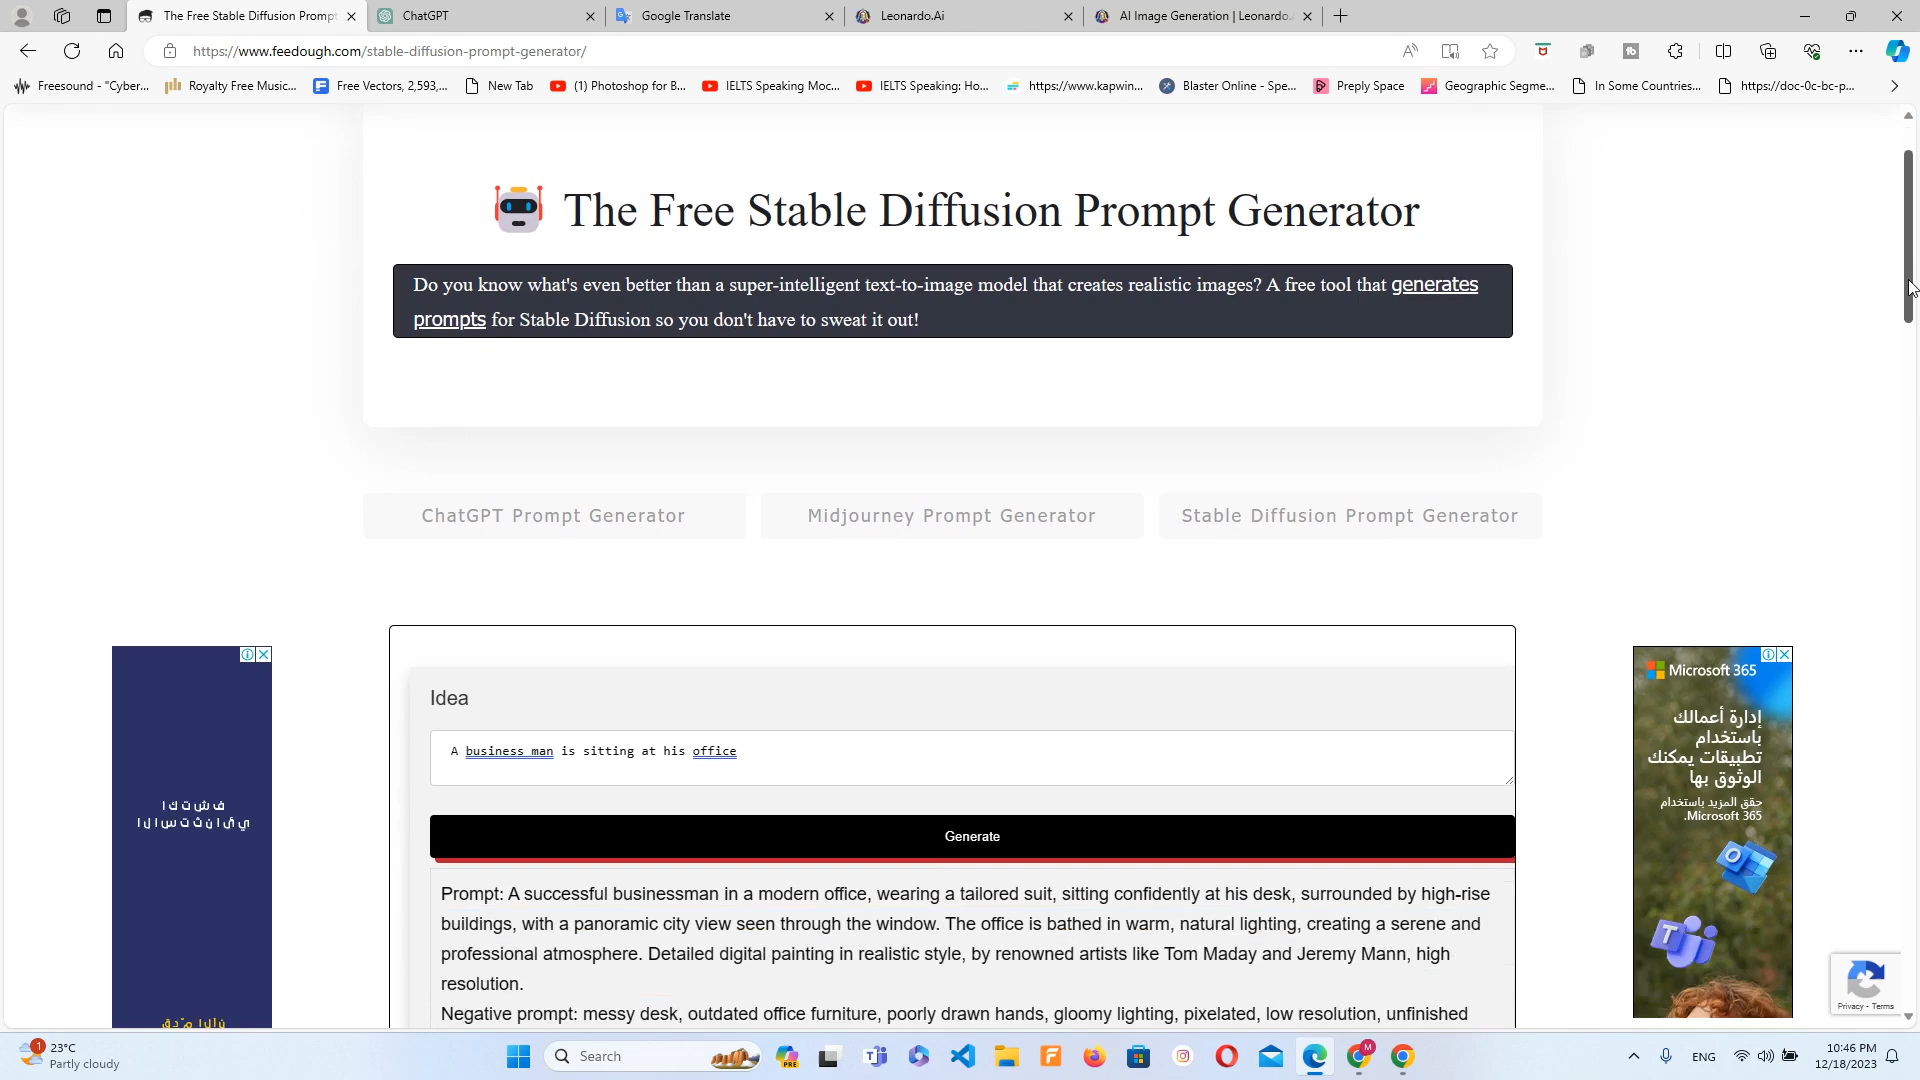 The Free Stable Diffusion Prompt
ChatGPT
Google Translate
Leonardo.Ai
AI Image Generation | Leonardo.
https://www.feedough.com/stable-diffusion-prompt-generator/
Freesound - "Cyber...
Royalty Free Music...
Free Vectors, 2,593,...
New Tab
(1) Photoshop for B...
IELTS Speaking Moc...
IELTS Speaking: Ho...
https://www.kapwin...
Blaster Online - Spe...
Preply Space
Geographic Segme...
In Some Countries...
https://doc-0c-bc-p...
The Free Stable Diffusion Prompt Generator
Do you know what's even better than a super-intelligent text-to-image model that creates realistic images? A free tool that generates
prompts for Stable Diffusion so you don't have to sweat it out!
ChatGPT Prompt Generator
Midjourney Prompt Generator
Stable Diffusion Prompt Generator
Idea
A business man is sitting at his office
Generate
Prompt: A successful businessman in a modern office, wearing a tailored suit, sitting confidently at his desk, surrounded by high-rise
buildings, with a panoramic city view seen through the window. The office is bathed in warm, natural lighting, creating a serene and
professional atmosphere. Detailed digital painting in realistic style, by renowned artists like Tom Maday and Jeremy Mann, high
resolution.
Negative prompt: messy desk, outdated office furniture, poorly drawn hands, gloomy lighting, pixelated, low resolution, unfinished
Microsoft 365
إدارة أعمالك
باستخدام
تطبيقات يمكنك
الوثوق بها
حقق المزيد باستخدام
Microsoft 365.
Privacy - Terms
1
23°C
Partly cloudy
Search
PRE
M
ENG
10:46 PM
12/18/2023